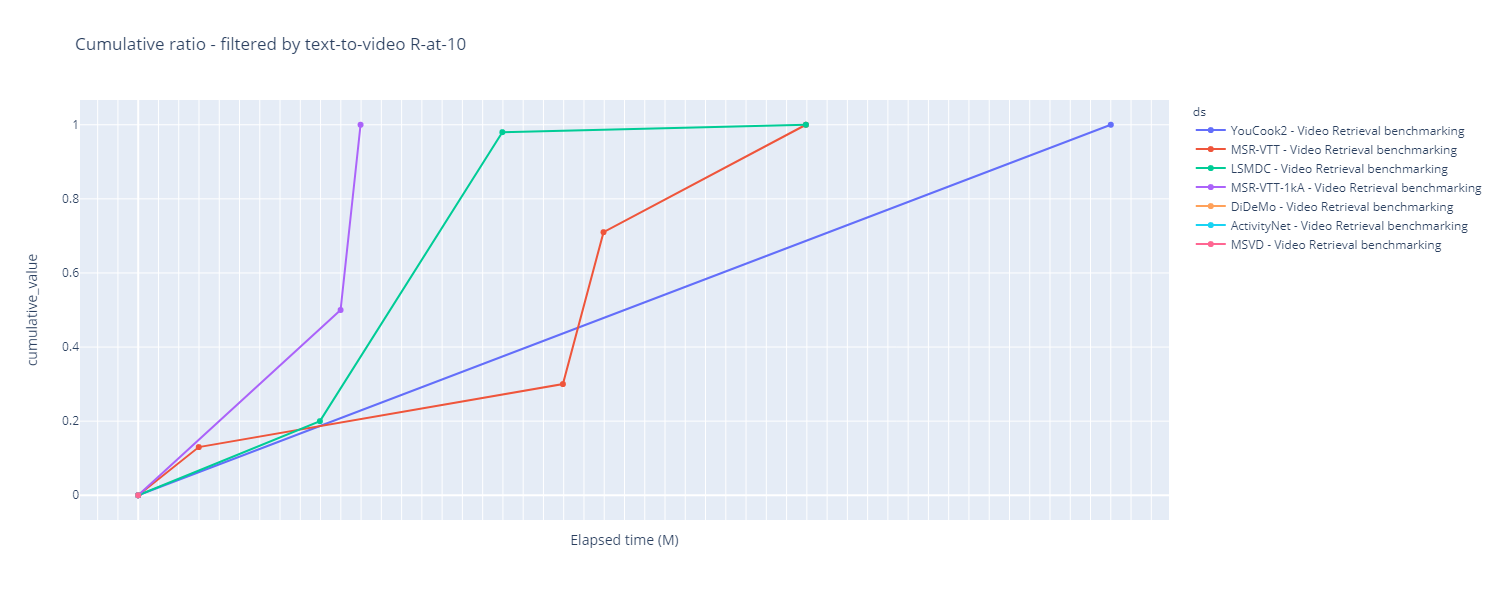 Cumulative ratio - filtered by text-to-video R-at-10
1
0.8
0.6
0.4
0.2
0
cumulative_value
Elapsed time (M)
ds
YouCook2 - Video Retrieval benchmarking
MSR-VTT - Video Retrieval benchmarking
LSMDC - Video Retrieval benchmarking
MSR-VTT-1kA - Video Retrieval benchmarking
DiDeMo - Video Retrieval benchmarking
ActivityNet - Video Retrieval benchmarking
MSVD - Video Retrieval benchmarking